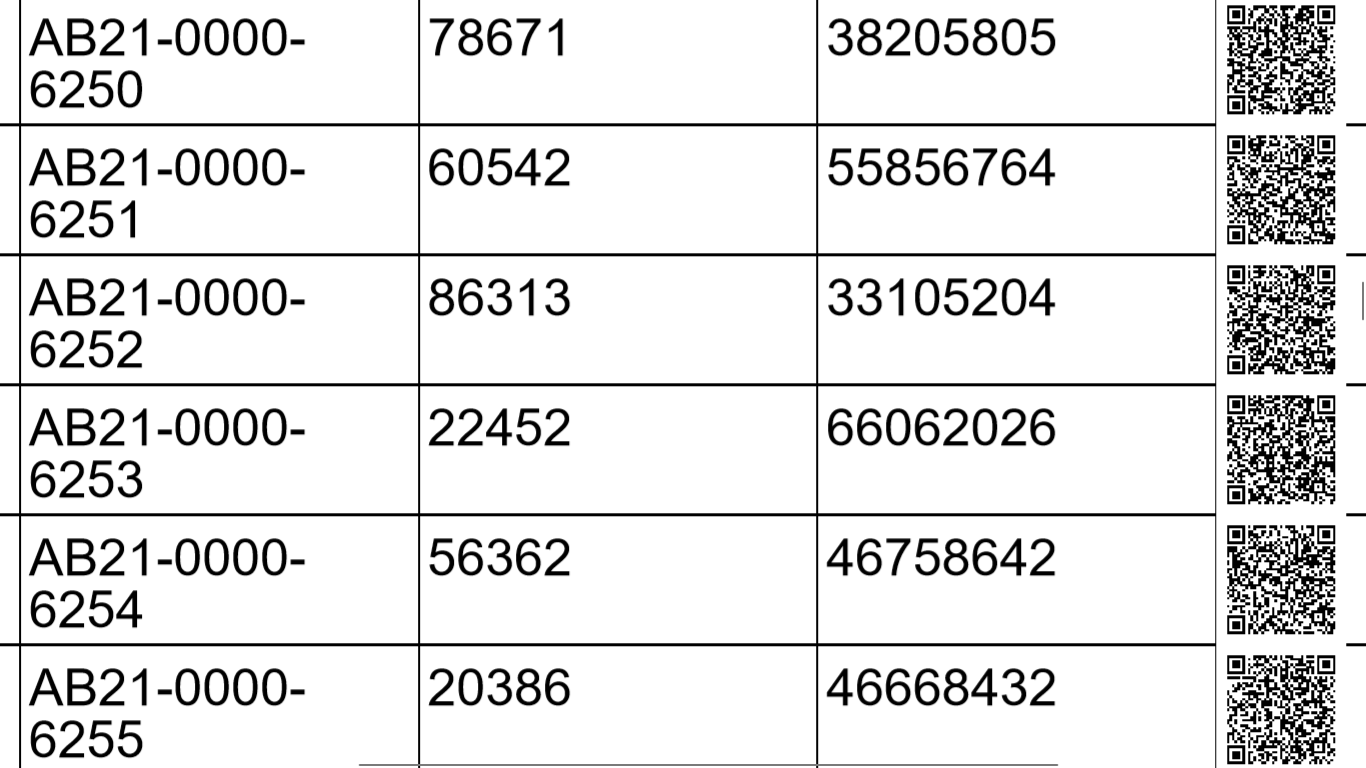 AB21-0000- 78671 38205805
6250
AB21-0000- 60542 55856764
6251
AB21-0000- 86313 33105204
6252
AB21-0000- 22452 66062026
6253
AB21-0000- 56362 46758642
6254
AB21-0000- 20386 46668432
6255